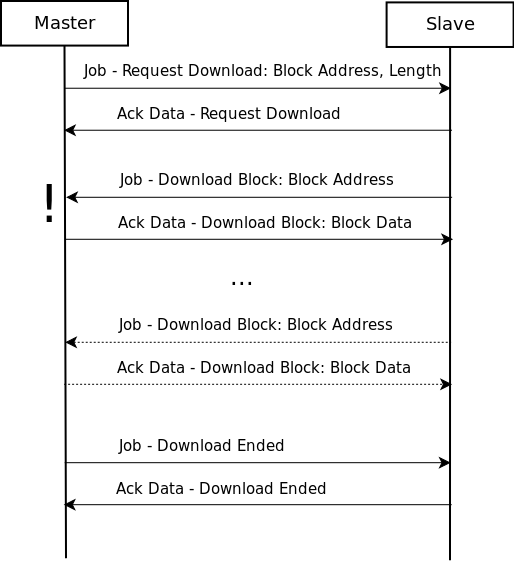 Master
Slave
Job - Request Download: Block Address, Length
Ack Data - Request Download
Job - Download Block: Block Address
!
Ack Data - Download Block: Block Data
...
Job - Download Block: Block Address
Ack Data - Download Block: Block Data
Job - Download Ended
Ack Data - Download Ended